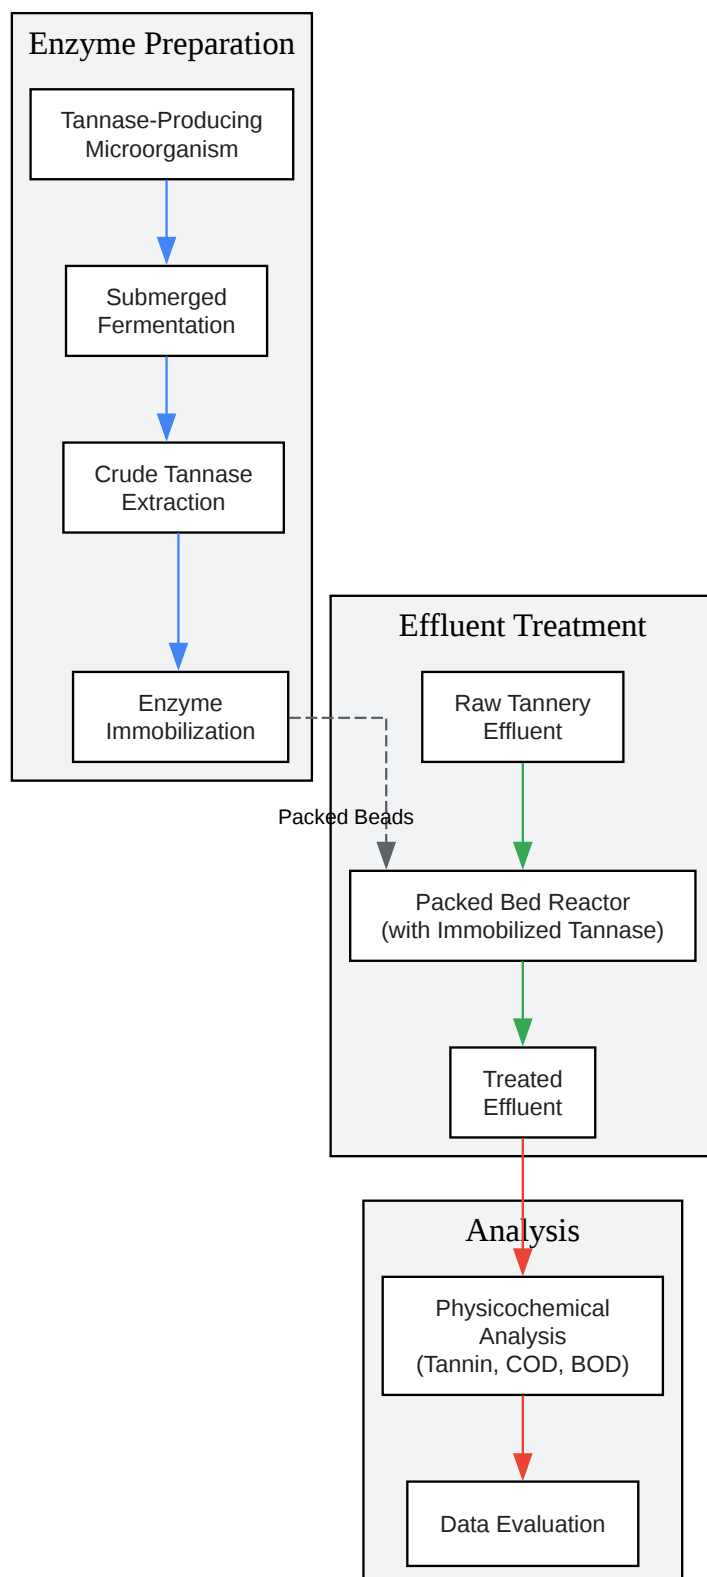 Enzyme Preparation
Tannase-Producing
Microorganism
Submerged
Fermentation
Crude Tannase
Extraction
Enzyme
Immobilization
Effluent Treatment
Raw Tannery
Effluent
Packed Beads
Packed Bed Reactor
(with Immobilized Tannase)
Treated
Effluent
Analysis
Physicochemical
Analysis
(Tannin, COD, BOD)
Data Evaluation